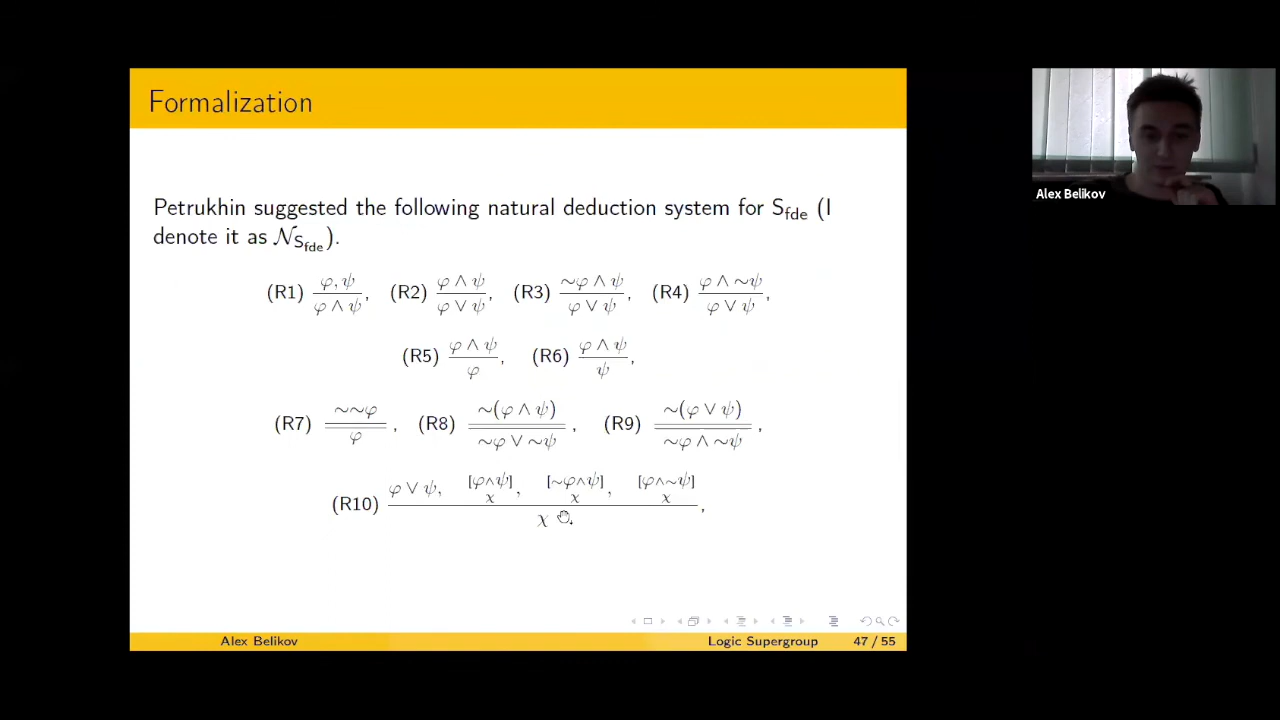 Formalization
Petrukhin suggested the following natural deduction system for S_fde (I
denote it as 𝒩_S_fde).
(R1) φ, ψ / φ ∧ ψ, (R2) φ ∧ ψ / φ ∨ ψ, (R3) ∼φ ∧ ψ / φ ∨ ψ, (R4) φ ∧ ∼ψ / φ ∨ ψ,
(R5) φ ∧ ψ / φ, (R6) φ ∧ ψ / ψ,
(R7) ∼∼φ // φ, (R8) ∼(φ ∧ ψ) // ∼φ ∨ ∼ψ, (R9) ∼(φ ∨ ψ) // ∼φ ∧ ∼ψ,
(R10) φ ∨ ψ, [φ∧ψ] χ, [∼φ∧ψ] χ, [φ∧∼ψ] χ / χ,
Alex Belikov Logic Supergroup 47 / 55
Alex Belikov